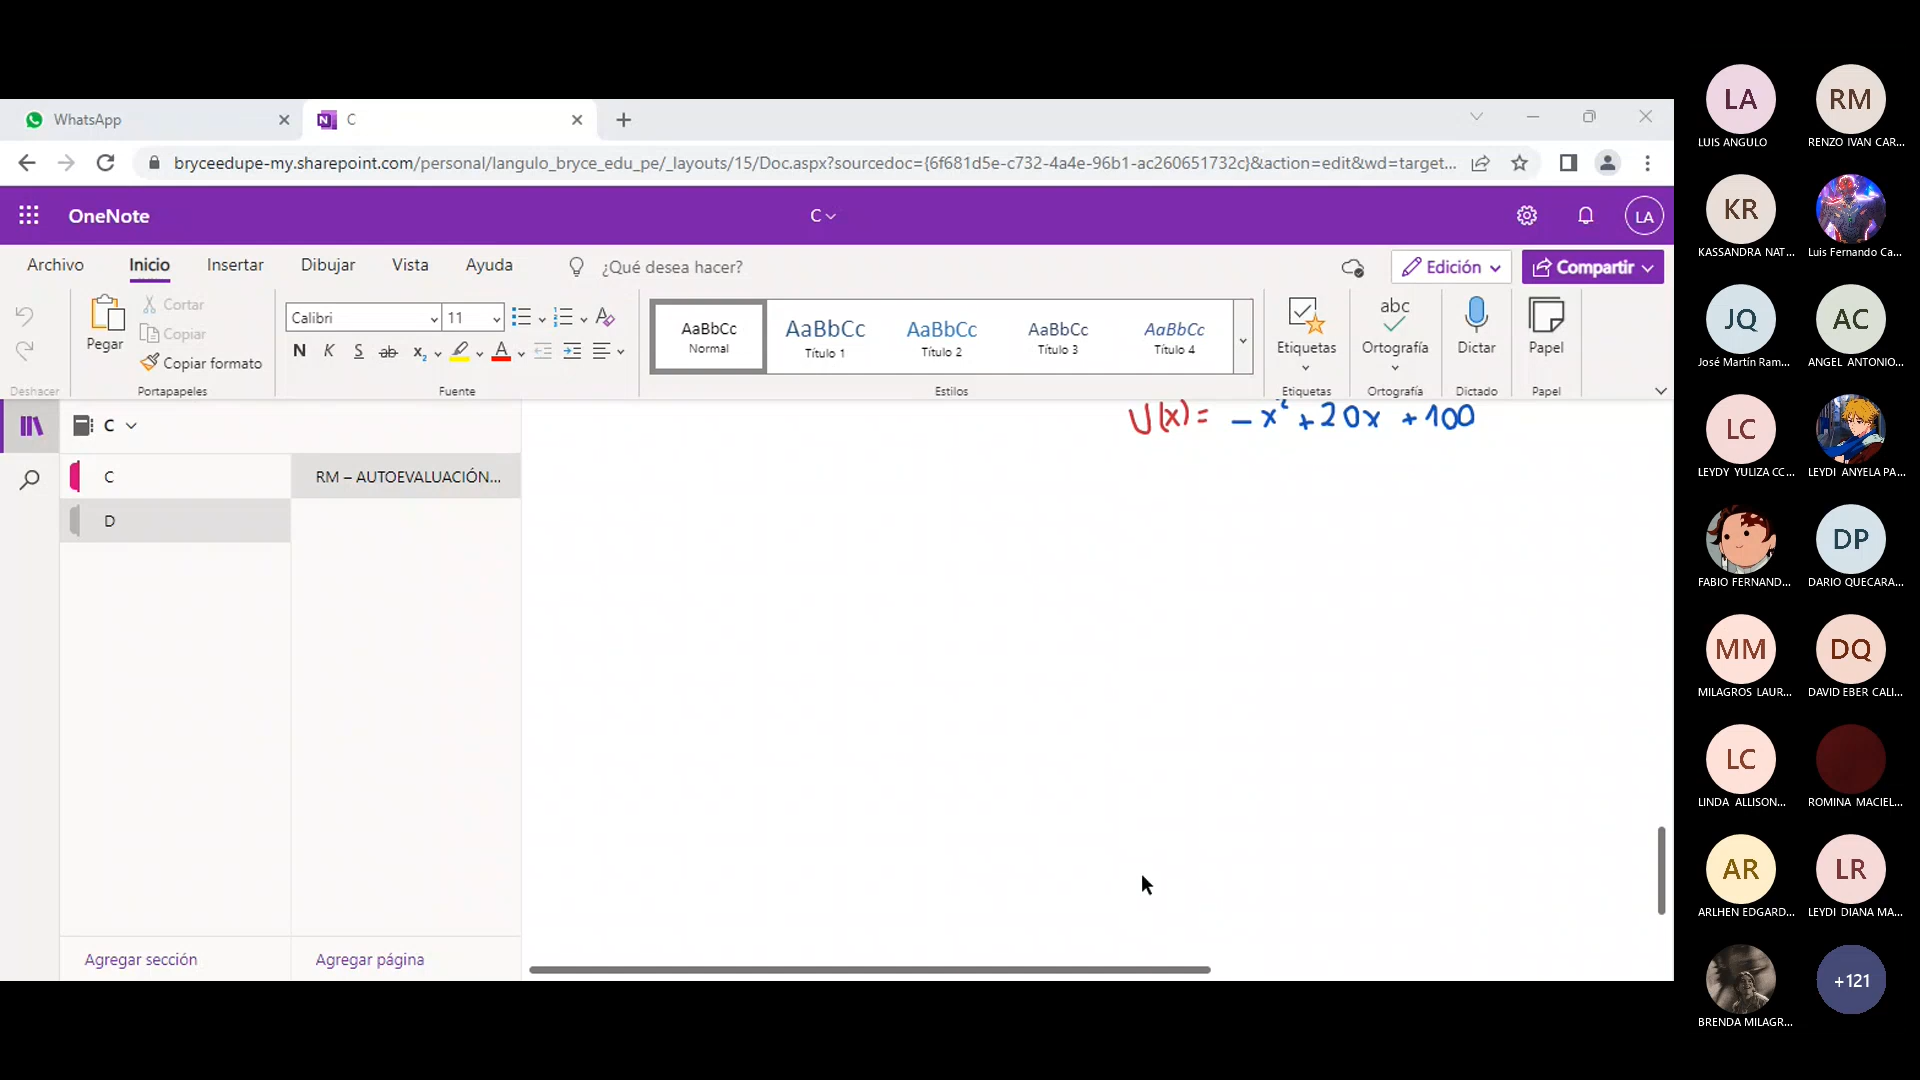 WhatsApp
C
bryceedupe-my.sharepoint.com/personal/langulo_bryce_edu_pe/_layouts/15/Doc.aspx?sourcedoc={6f681d5e-c732-4a4e-96b1-ac260651732c}&action=edit&wd=target...
OneNote
C
LA
Archivo Inicio Insertar Dibujar Vista Ayuda ¿Qué desea hacer? Edición Compartir
Pegar
Cortar
Copiar
Copiar formato
Calibri 11
N K S ab x₂ A
AaBbCc AaBbCc AaBbCc AaBbCc AaBbCc
Normal Título 1 Título 2 Título 3 Título 4
abc
Etiquetas Ortografía Dictar Papel
Deshacer Portapapeles Fuente Estilos Etiquetas Ortografía Dictado Papel
C
C
D
RM – AUTOEVALUACIÓN...
U(x) = – x² + 20x + 100
Agregar sección
Agregar página
LA RM
LUIS ANGULO RENZO IVAN CAR...
KR
KASSANDRA NAT... Luis Fernando Ca...
JQ AC
José Martín Ram... ANGEL ANTONIO...
LC
LEYDY YULIZA CC... LEYDI ANYELA PA...
DP
FABIO FERNAND... DARIO QUECARA...
MM DQ
MILAGROS LAUR... DAVID EBER CALI...
LC
LINDA ALLISON... ROMINA MACIEL...
AR LR
ARLHEN EDGARD... LEYDI DIANA MA...
+121
BRENDA MILAGR...